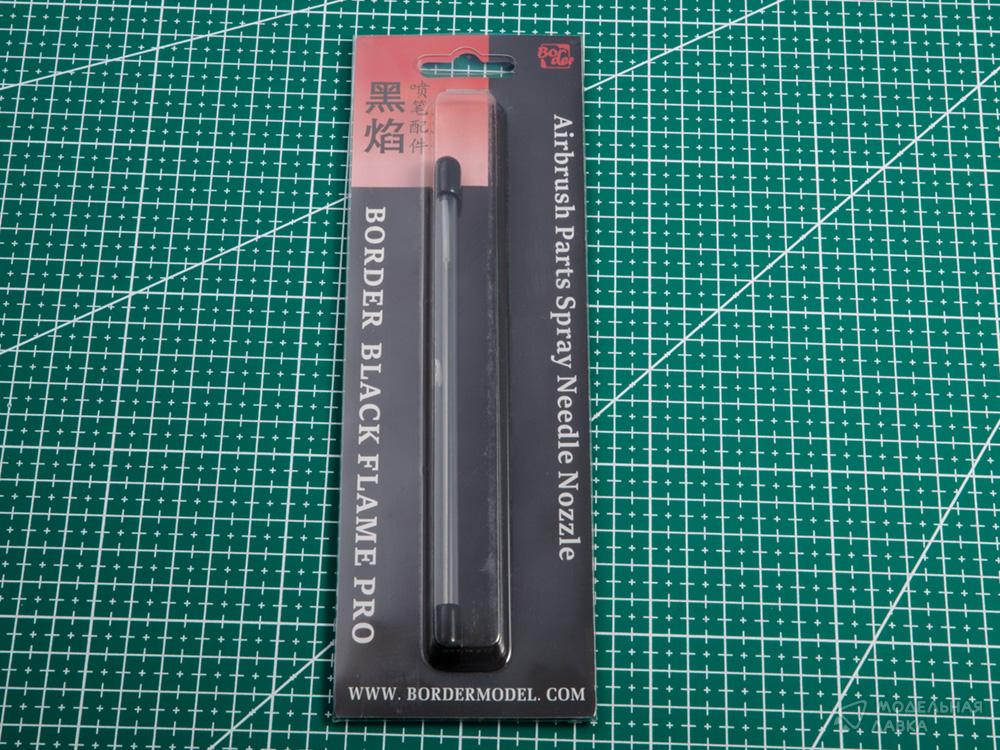 Border
黑焰
喷笔配件
Airbrush Parts Spray Needle Nozzle
BORDER BLACK FLAME PRO
WWW. BORDERMODEL. COM
МОДЕЛЬНАЯ
ЛАВКА